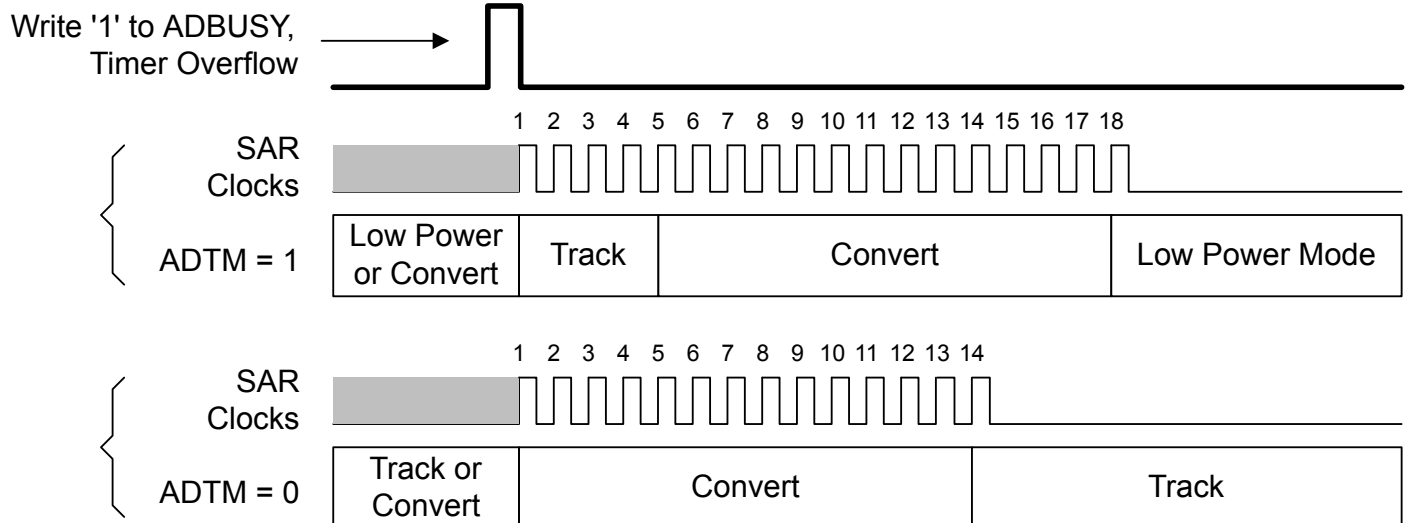 Write '1' to ADBUSY,
Timer Overflow
1 2 3 4 5 6 7 8 9 10 11 12 13 14 15 16 17 18
SAR
Clocks
ADTM = 1
Low Power
or Convert
Track
Convert
Low Power Mode
1 2 3 4 5 6 7 8 9 10 11 12 13 14
SAR
Clocks
ADTM = 0
Track or
Convert
Convert
Track